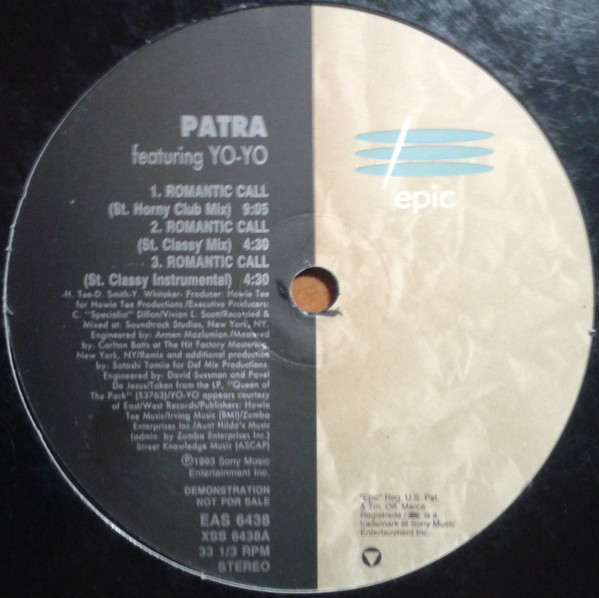 PATRA
featuring YO-YO
1. ROMANTIC CALL
(St. Horny Club Mix) 9:05
2. ROMANTIC CALL
(St. Classy Mix) 4:30
3. ROMANTIC CALL
(St. Classy Instrumental) 4:30
-H. Tee-D. Smith-Y. Whitaker- Producer: Howie Tee
for Howie Tee Productions/Executive Producers:
C. "Specialist" Dillon/Vivian L. Scott/Recorded &
Mixed at: Soundtrack Studios, New York, NY.
Engineered by: Arman Mazlumian./Mastered
by: Carlton Batts at The Hit Factory Mastering,
New York, NY/Remix and additional production
by: Satoshi Tomiie for Def Mix Productions
Engineered by: David Sussman and Pavel
De Jesus/Taken from the LP, "Queen of
The Pack" (53763)/YO-YO appears courtesy
of East/West Records/Publishers: Howie
Tee Music/Irving Music (BMI)/Zomba
Enterprises Inc./Aunt Hilda's Music
(admin. by Zomba Enterprises Inc.)
Street Knowledge Music (ASCAP)
Ⓟ1993 Sony Music
Entertainment Inc.
DEMONSTRATION
NOT FOR SALE
EAS 6438
XSS 6438A
33 1/3 RPM
STEREO
epic
"Epic" Reg. U.S. Pat.
& Tm. Off. Marca
Registrada / is a
trademark of Sony Music
Entertainment Inc.